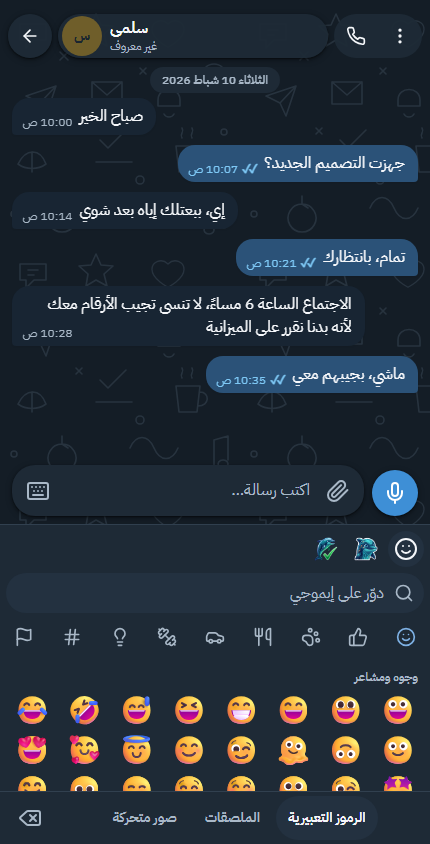 سلمى
س
غير معروف
الثلاثاء 10 شباط 2026
صباح الخير 10:00 ص
جهزت التصميم الجديد؟ 10:07 ص
إي، ببعتلك إياه بعد شوي 10:14 ص
تمام، بانتظارك 10:21 ص
الاجتماع الساعة 6 مساءً، لا تنسى تجيب الأرقام معك
لأنه بدنا نقرر على الميزانية 10:28 ص
ماشي، بجيبهم معي 10:35 ص
اكتب رسالة...
دوّر على إيموجي
وجوه ومشاعر
الرموز التعبيرية الملصقات صور متحركة